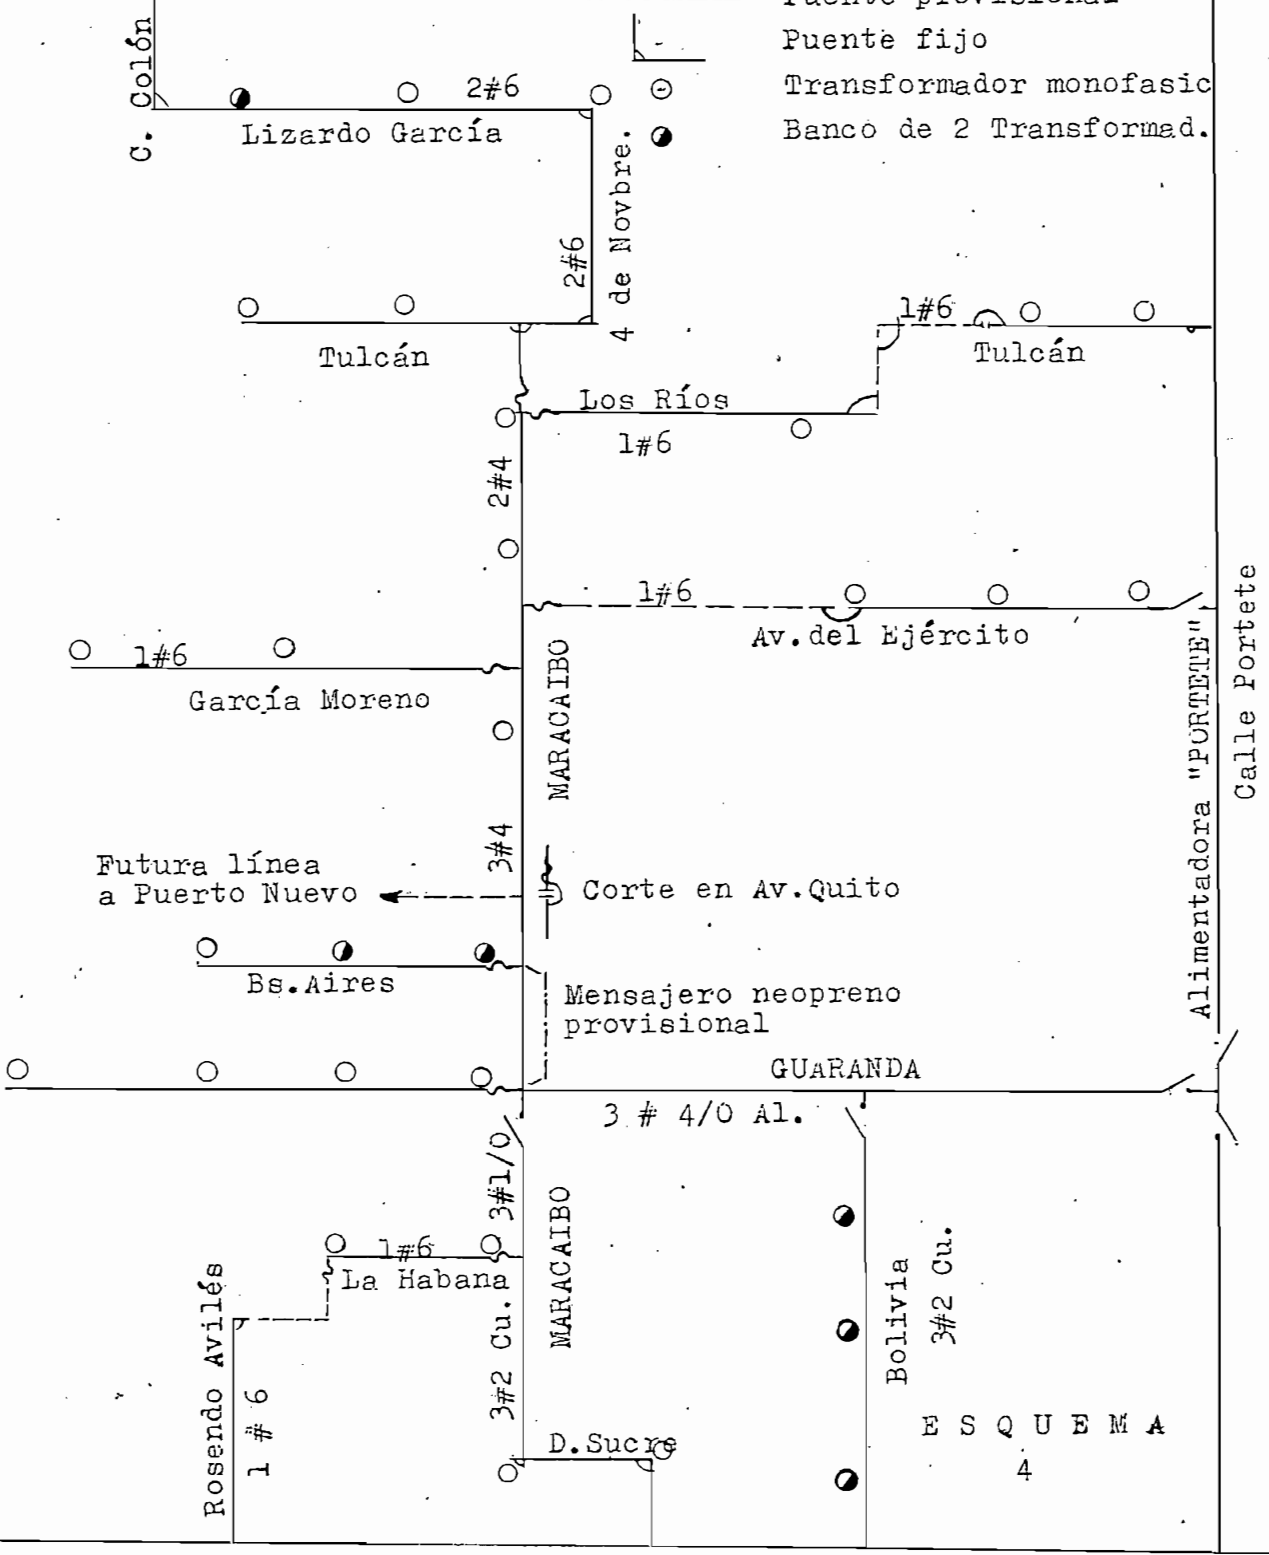 Puente provisional
Puente fijo
Transformador monofasic
Banco de 2 Transformad.
C. Colón
2#6
Lizardo García
4 de Novbre.
2#6
Tulcán
1#6
Tulcán
Los Ríos
1#6
2#4
1#6
Av.del Ejército
1#6
García Moreno
MARACAIBO
3#4
Futura línea
a Puerto Nuevo
Corte en Av.Quito
Alimentadora "PORTETE"
Calle Portete
Bs.Aires
Mensajero neopreno
provisional
GUARANDA
3 # 4/0 Al.
3#1/0
MARACAIBO
1#6
La Habana
3#2 Cu.
Rosendo Avilés
1 # 6
D.Sucre
Bolivia
3#2 Cu.
E S Q U E M A
4